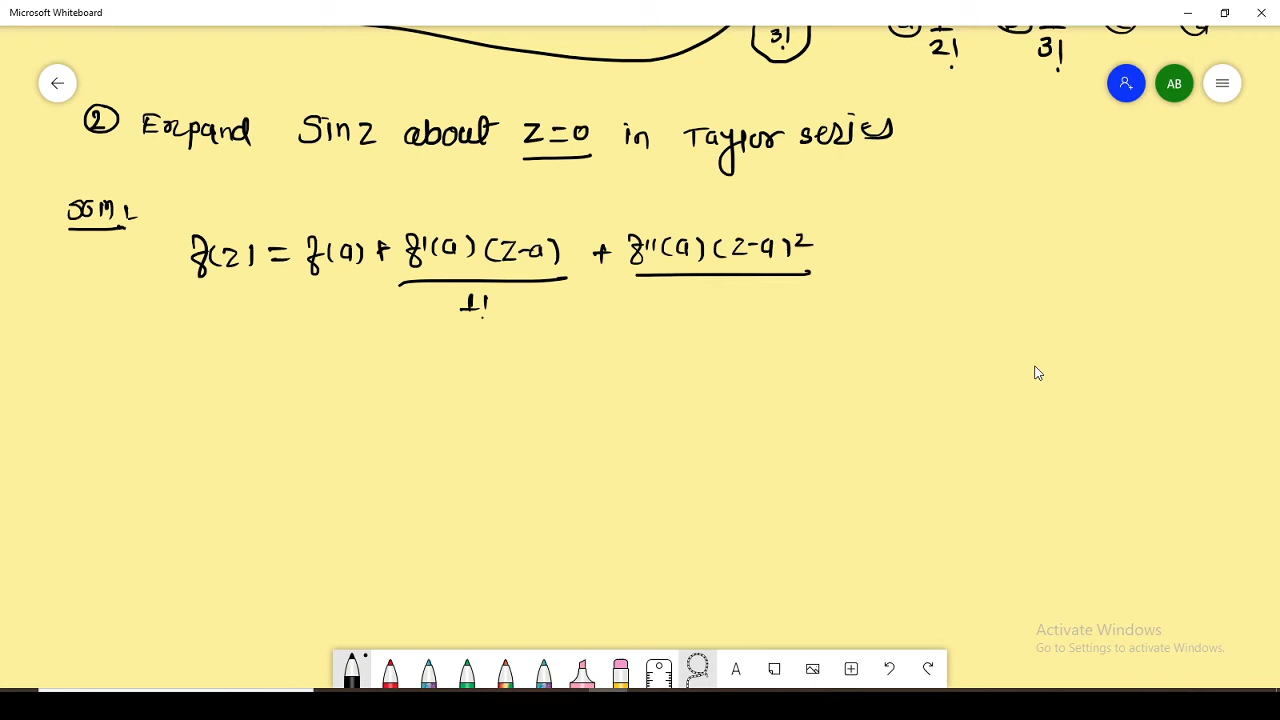 Microsoft Whiteboard
3! 2! 3!
AB
② Expand Sin z about z=0 in Taylor series
Soln
f(z) = f(a) + f'(a) (z-a) + f''(a) (z-a)²
1!
Activate Windows
Go to Settings to activate Windows.
A